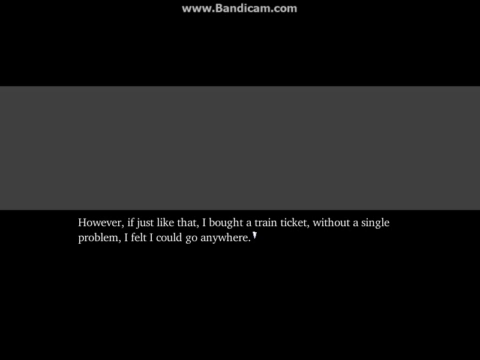 www.Bandicam.com
However, if just like that, I bought a train ticket, without a single
problem, I felt I could go anywhere.